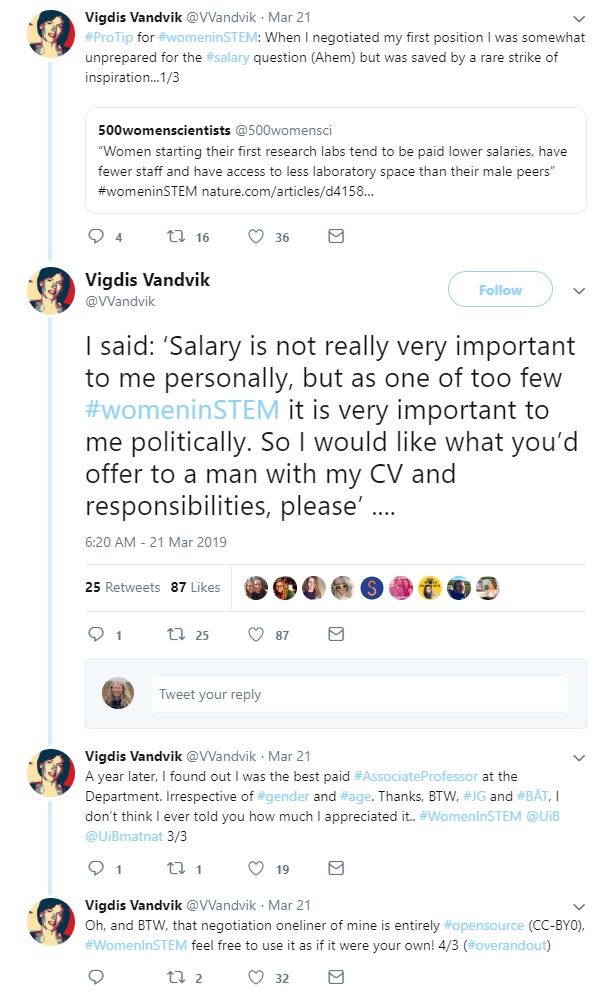 Vigdis Vandvik @VVandvik · Mar 21
#ProTip for #womeninSTEM: When I negotiated my first position I was somewhat
unprepared for the #salary question (Ahem) but was saved by a rare strike of
inspiration...1/3
500womenscientists @500womensci
“Women starting their first research labs tend to be paid lower salaries, have
fewer staff and have access to less laboratory space than their male peers”
#womeninSTEM nature.com/articles/d4158…
4 16 36
Vigdis Vandvik
@VVandvik
Follow
I said: ‘Salary is not really very important
to me personally, but as one of too few
#womeninSTEM it is very important to
me politically. So I would like what you’d
offer to a man with my CV and
responsibilities, please’ ....
6:20 AM - 21 Mar 2019
25 Retweets 87 Likes
S
1 25 87
Tweet your reply
Vigdis Vandvik @VVandvik · Mar 21
A year later, I found out I was the best paid #AssociateProfessor at the
Department. Irrespective of #gender and #age. Thanks, BTW, #JG and #BÅT, I
don’t think I ever told you how much I appreciated it.. #WomenInSTEM @UiB
@UiBmatnat 3/3
1 1 19
Vigdis Vandvik @VVandvik · Mar 21
Oh, and BTW, that negotiation oneliner of mine is entirely #opensource (CC-BY0),
#WomenInSTEM feel free to use it as if it were your own! 4/3 (#overandout)
2 32